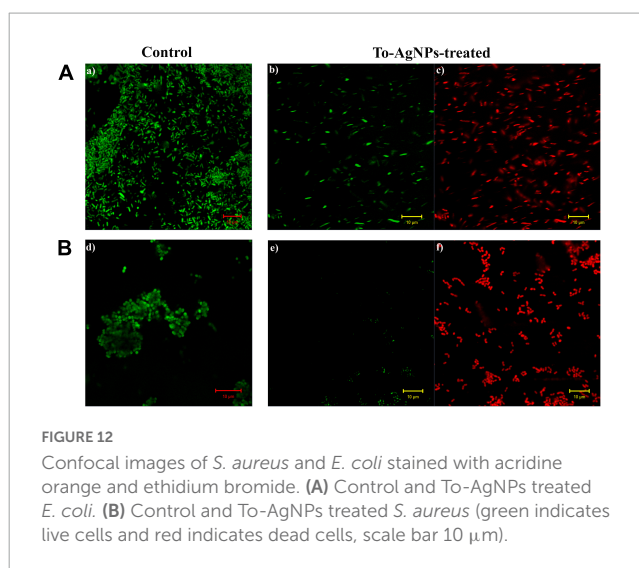 Control To-AgNPs-treated
A a) b) c)
10 μm 10 μm
B d) e) f)
10 μm 10 μm 10 μm
FIGURE 12
Confocal images of S. aureus and E. coli stained with acridine
orange and ethidium bromide. (A) Control and To-AgNPs treated
E. coli. (B) Control and To-AgNPs treated S. aureus (green indicates
live cells and red indicates dead cells, scale bar 10 μm).